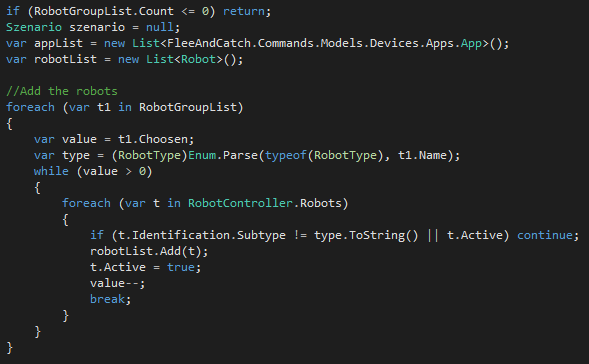 if (RobotGroupList.Count <= 0) return;
Szenario szenario = null;
var appList = new List<FleeAndCatch.Commands.Models.Devices.Apps.App>();
var robotList = new List<Robot>();
//Add the robots
foreach (var t1 in RobotGroupList)
{
var value = t1.Choosen;
var type = (RobotType)Enum.Parse(typeof(RobotType), t1.Name);
while (value > 0)
{
foreach (var t in RobotController.Robots)
{
if (t.Identification.Subtype != type.ToString() || t.Active) continue;
robotList.Add(t);
t.Active = true;
value--;
break;
}
}
}